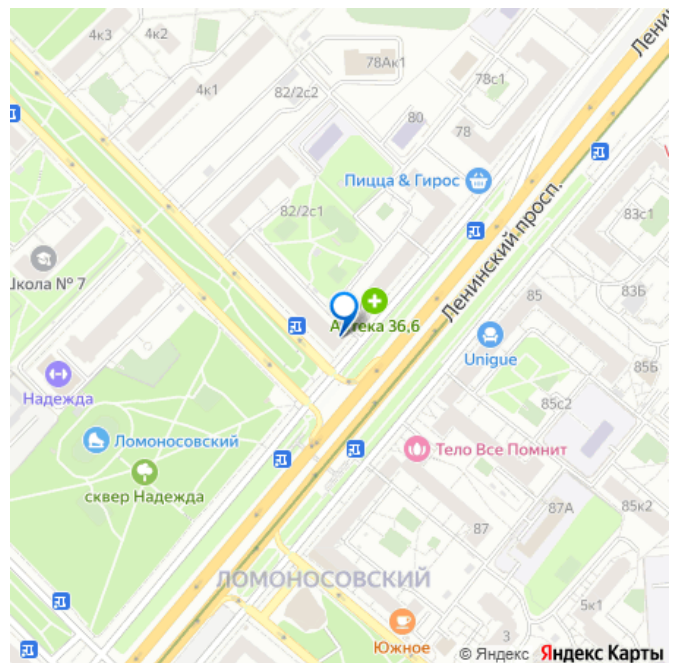 4к3
4к2
Ленин
78Ак1
4к1
82/2с2
78с1
80
78
Пицца & Гирос
82/2с1
83с1
Ленинский просп.
Школа № 7
85
83Б
Аптека 36,6
Unigue
85Б
Надежда
85с2
Ломоносовский
Тело Все Помнит
сквер Надежда
87А
85к2
87
ЛОМОНОСОВСКИЙ
5к1
Южное
3
© Яндекс Яндекс Карты